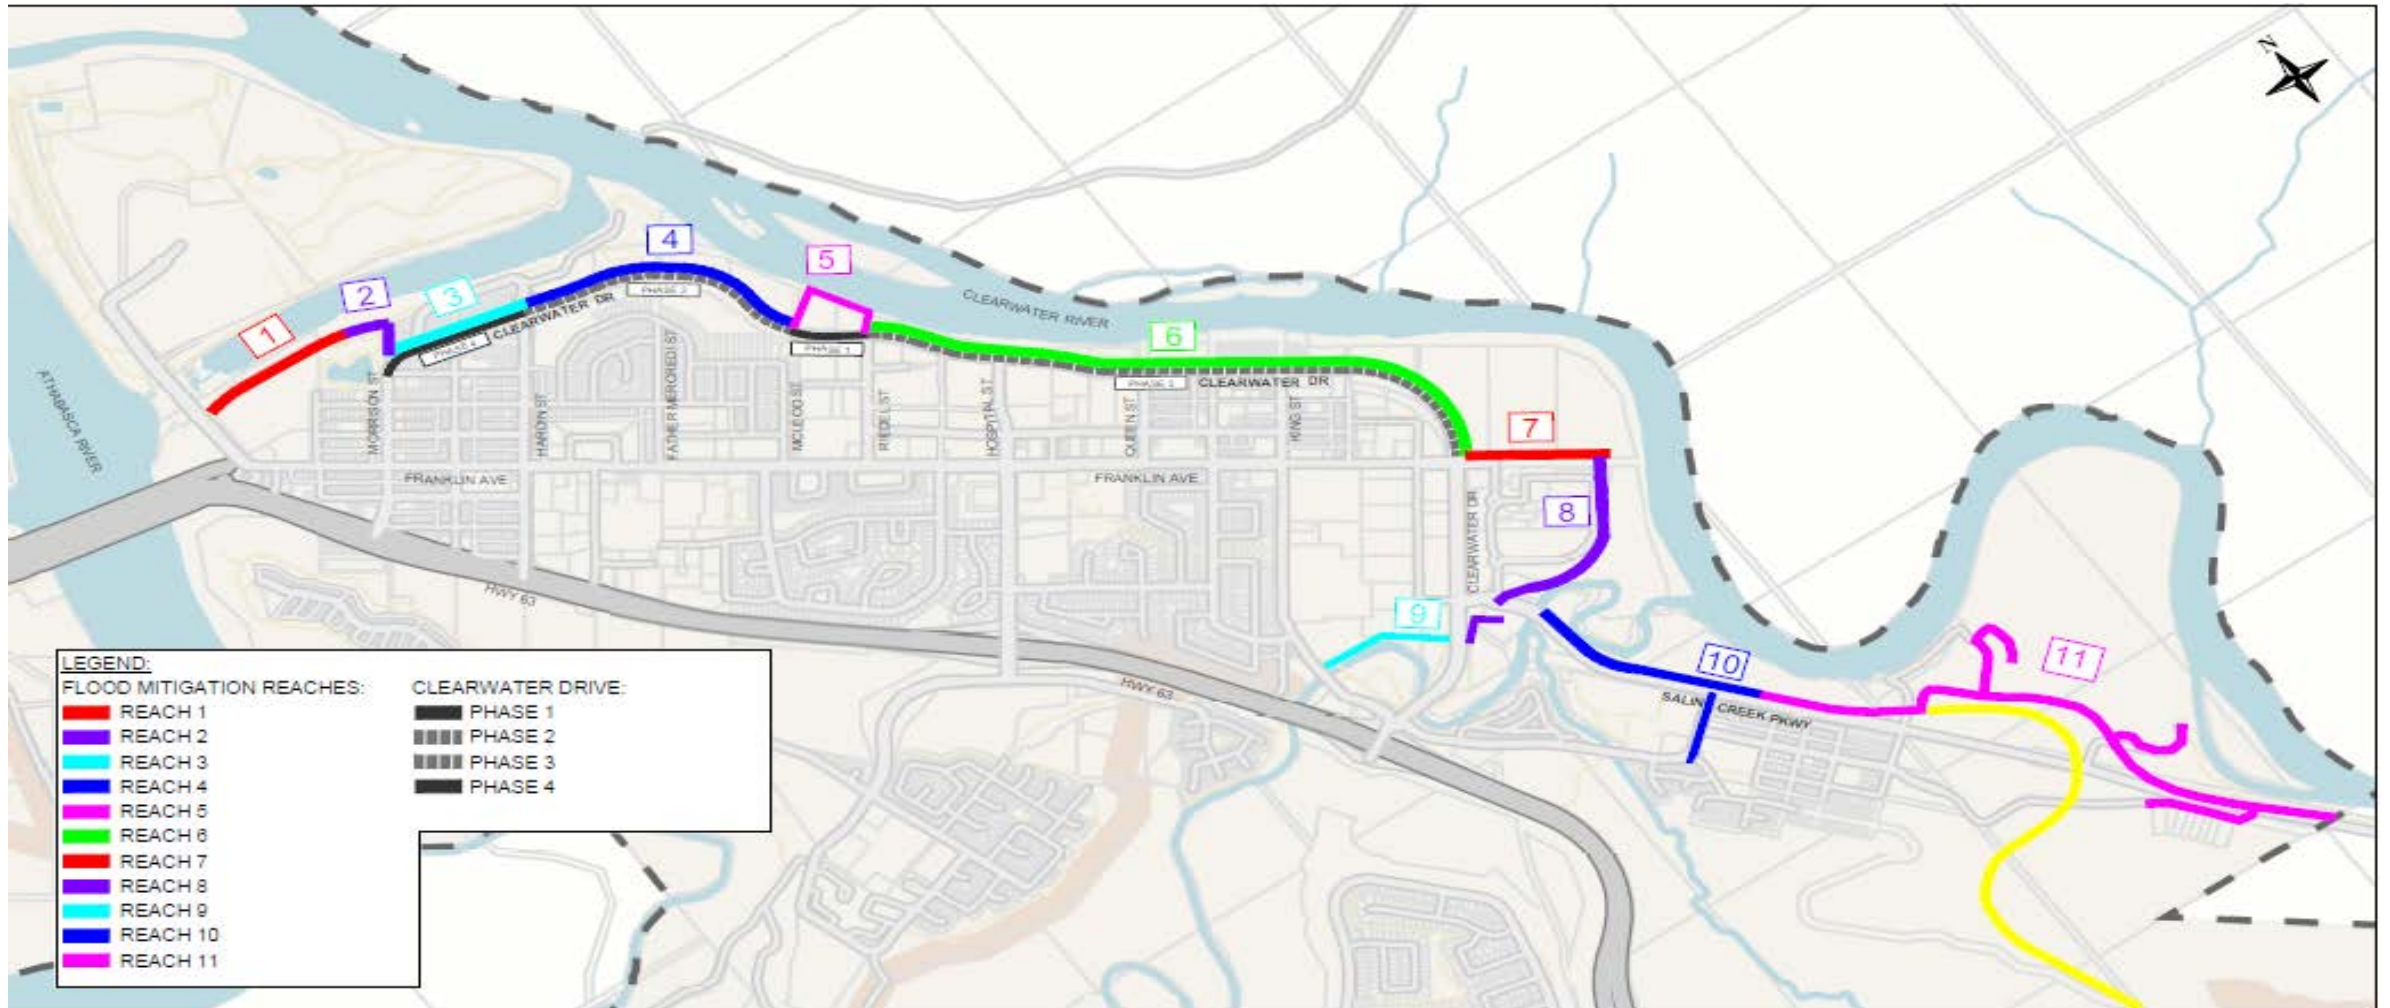 N
4
5
2
3
CLEARWATER RIVER
PHASE 2
CLEARWATER DR
1
6
PHASE 4
PHASE 1
PHASE 3
CLEARWATER DR
ATHABASCA RIVER
MORRISON ST
HARDIN ST
FATHER MERCREDI ST
MCLEOD ST
RIEDEL ST
HOSPITAL ST
QUEEN ST
KING ST
7
FRANKLIN AVE
FRANKLIN AVE
CLEARWATER DR
8
HWY 63
9
11
10
HWY 63
SALINE CREEK PKWY
LEGEND:
FLOOD MITIGATION REACHES:
REACH 1
REACH 2
REACH 3
REACH 4
REACH 5
REACH 6
REACH 7
REACH 8
REACH 9
REACH 10
REACH 11
CLEARWATER DRIVE:
PHASE 1
PHASE 2
PHASE 3
PHASE 4